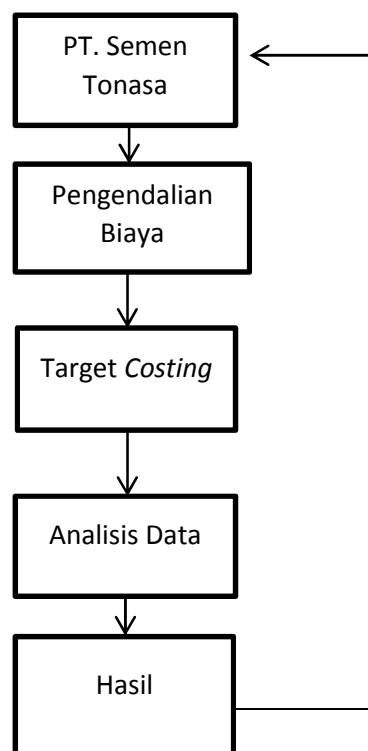 PT. Semen
Tonasa
Pengendalian
Biaya
Target Costing
Analisis Data
Hasil